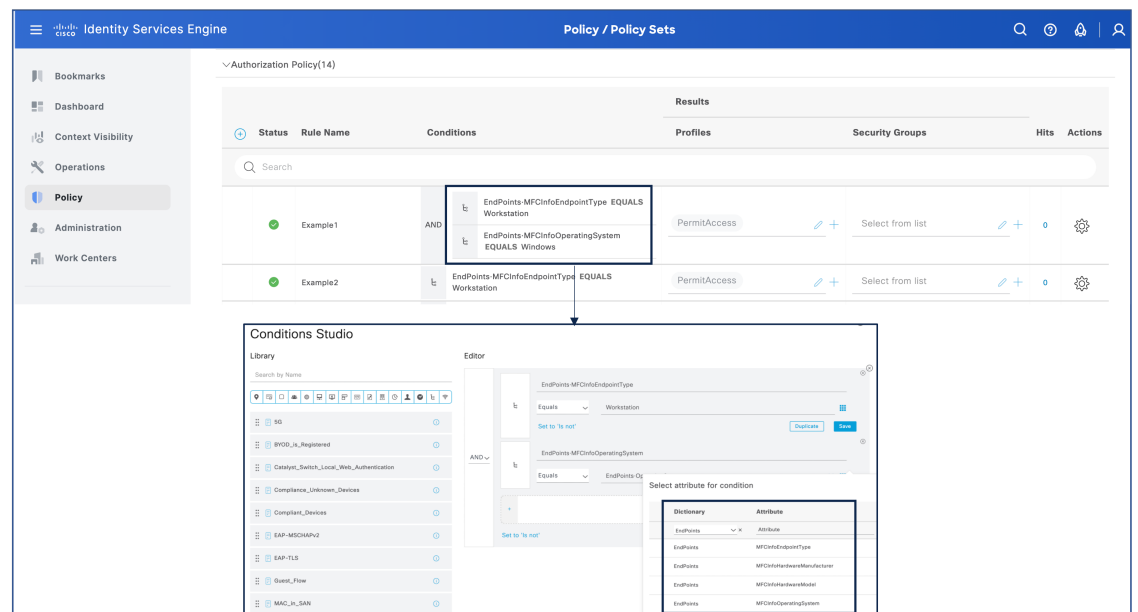 CISCO Identity Services Engine
Policy / Policy Sets
Bookmarks
Dashboard
Context Visibility
Operations
Policy
Administration
Work Centers
Authorization Policy(14)
Results
Status Rule Name Conditions Profiles Security Groups Hits Actions
Search
Example1
AND
EndPoints·MFCInfoEndpointType EQUALS
Workstation
EndPoints·MFCInfoOperatingSystem
EQUALS Windows
PermitAccess
Select from list
0
Example2
EndPoints·MFCInfoEndpointType EQUALS
Workstation
PermitAccess
Select from list
0
Conditions Studio
Library
Search by Name
5G
BYOD_is_Registered
Catalyst_Switch_Local_Web_Authentication
Compliance_Unknown_Devices
Compliant_Devices
EAP-MSCHAPv2
EAP-TLS
Guest_Flow
MAC_in_SAN
Editor
AND
EndPoints·MFCInfoEndpointType
Equals Workstation
Set to 'Is not' Duplicate Save
EndPoints·MFCInfoOperatingSystem
Equals EndPoints·Op
Set to 'Is not'
Select attribute for condition
Dictionary Attribute
EndPoints × Attribute
EndPoints MFCInfoEndpointType
EndPoints MFCInfoHardwareManufacturer
EndPoints MFCInfoHardwareModel
EndPoints MFCInfoOperatingSystem